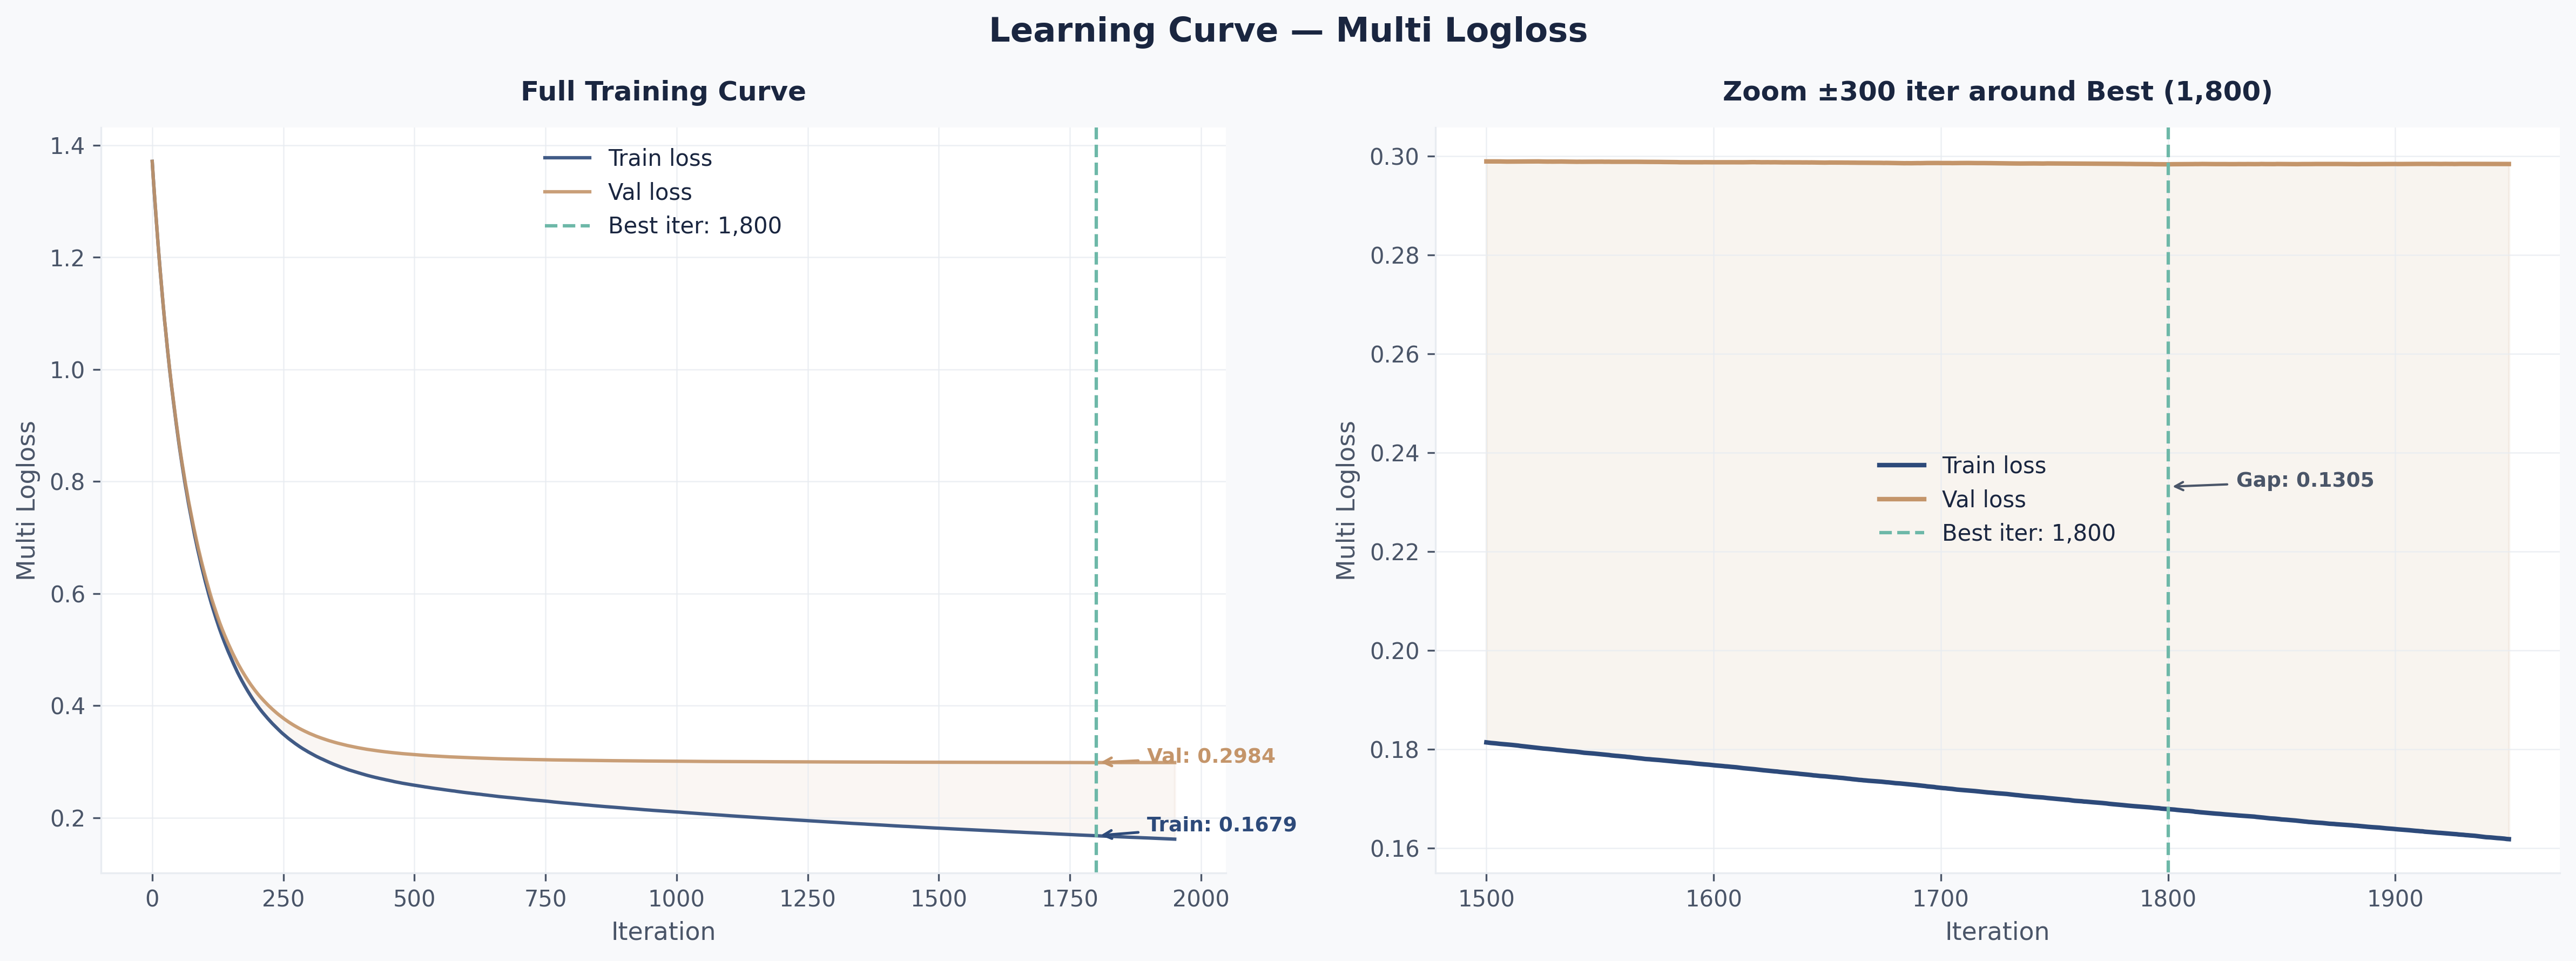 Learning Curve — Multi Logloss
Full Training Curve
Multi Logloss
1.4
1.2
1.0
0.8
0.6
0.4
0.2
Train loss
Val loss
Best iter: 1,800
Val: 0.2984
Train: 0.1679
0 250 500 750 1000 1250 1500 1750 2000
Iteration
Zoom ±300 iter around Best (1,800)
Multi Logloss
0.30
0.28
0.26
0.24
0.22
0.20
0.18
0.16
Train loss
Val loss
Best iter: 1,800
Gap: 0.1305
1500 1600 1700 1800 1900
Iteration